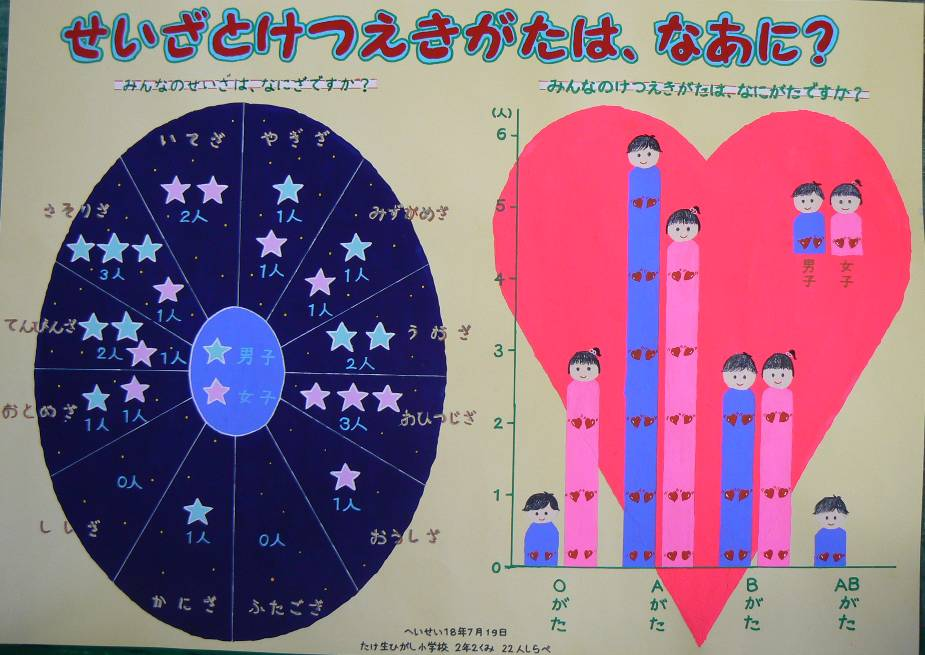 せいざとけつえきがたは、なあに?
みんなのせいざは、なにざですか?
いてざ
やぎざ
さそりざ
みずがめざ
2人
1人
3人
1人
1人
1人
1人
てんびんざ
うおざ
2人
1人
2人
男子
女子
おとめざ
おひつじざ
1人
1人
3人
0人
1人
1人
0人
ししざ
おうしざ
かにざ
ふたござ
みんなのけつえきがたは、なにがたですか?
(人)
6
5
4
3
2
1
0
男子
女子
Oがた
Aがた
Bがた
ABがた
へいせい18年7月19日
たけ生ひがし小学校 2年2くみ 22人しらべ